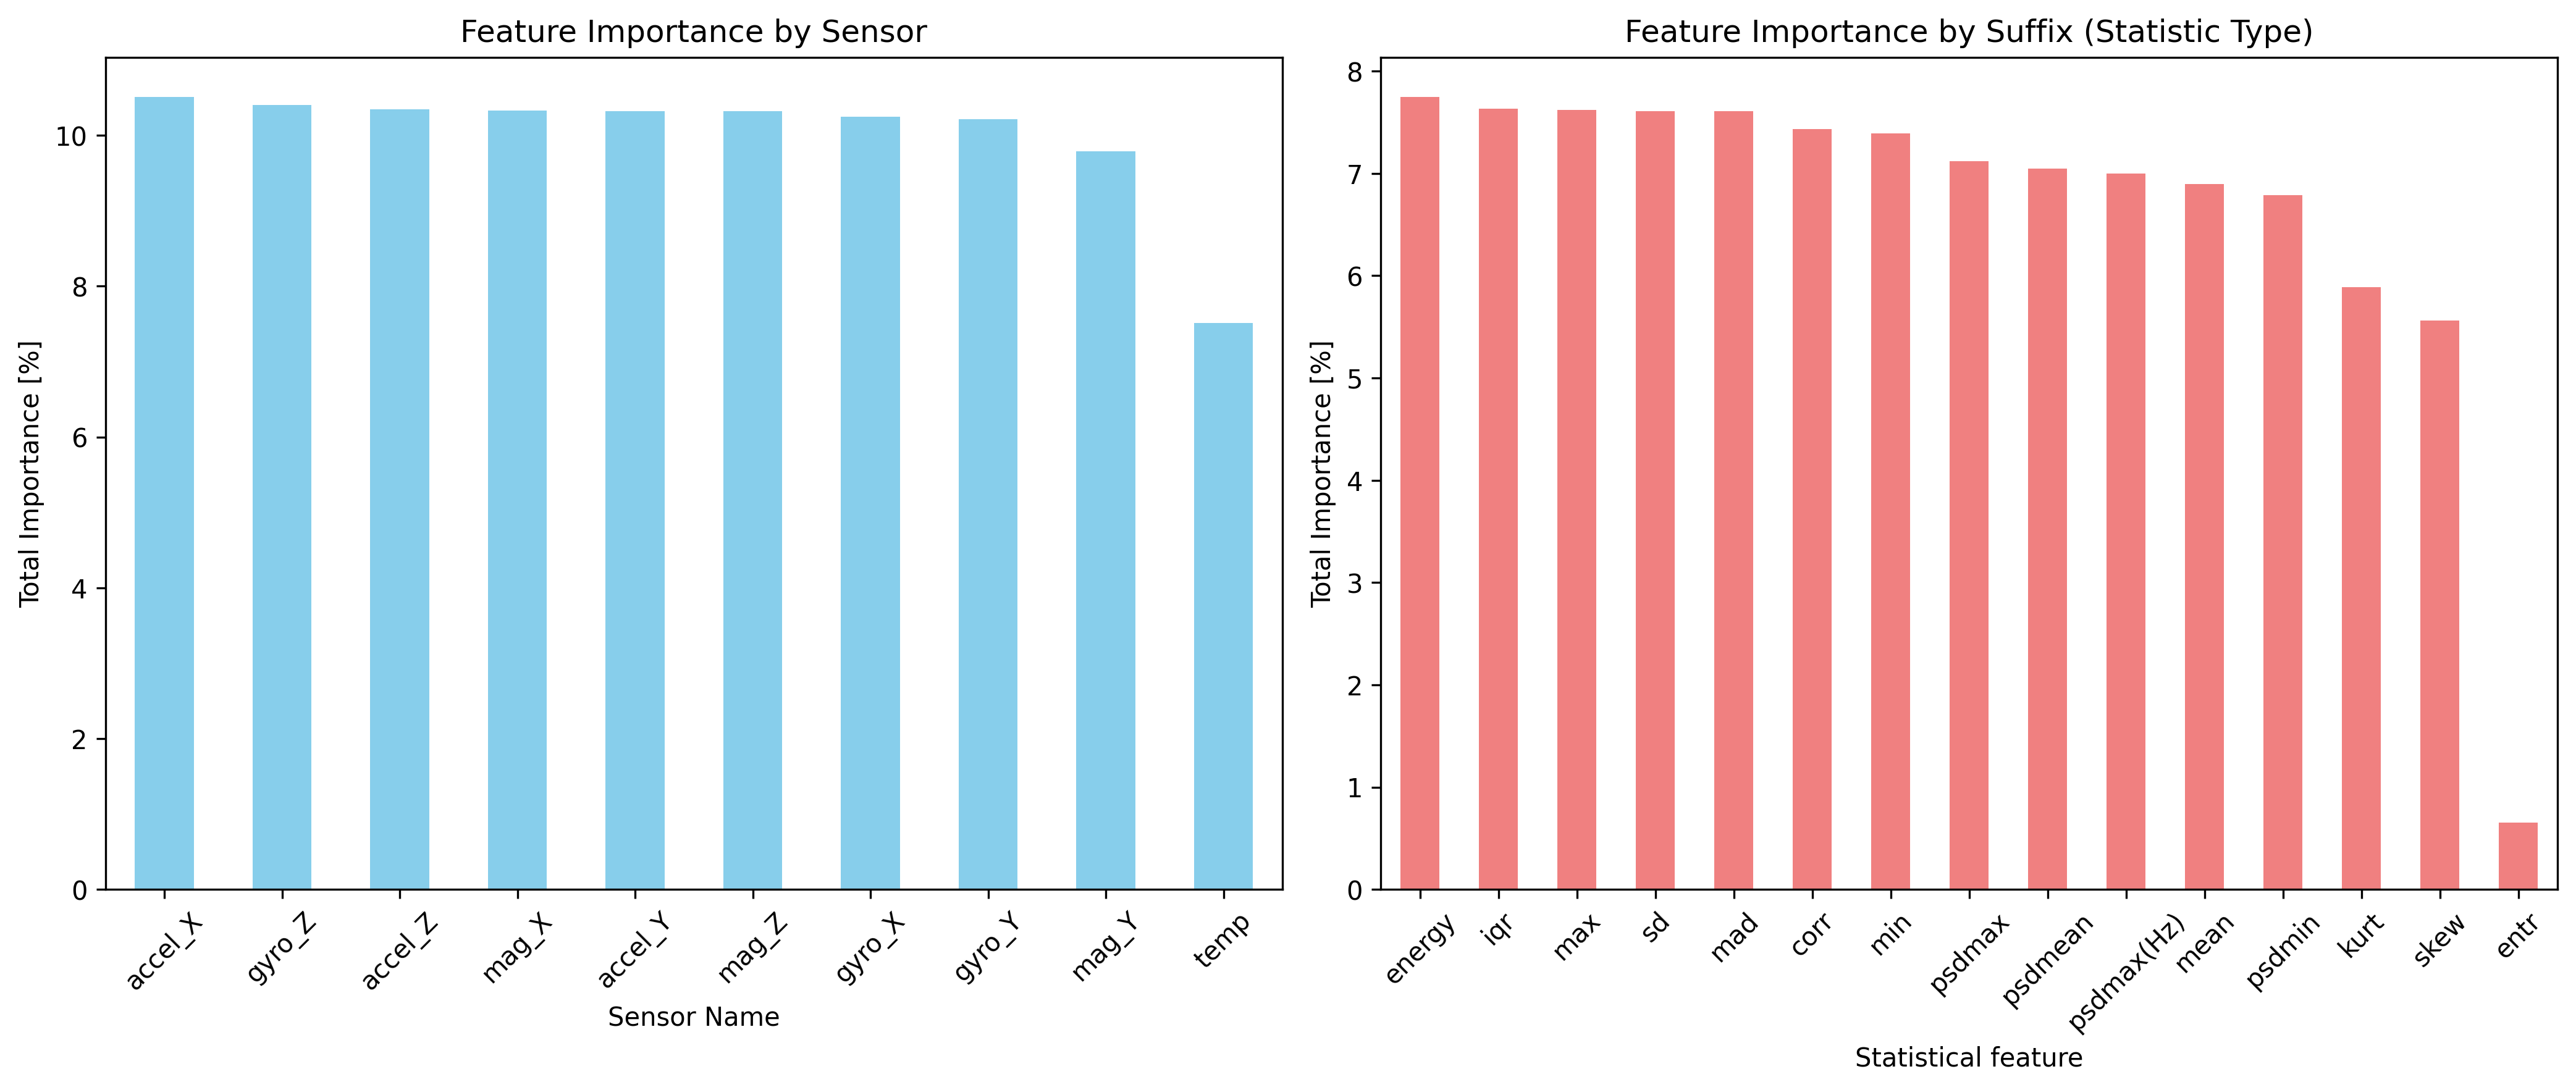 Feature Importance by Sensor
Total Importance [%]
10
8
6
4
2
0
accel_X
gyro_Z
accel_Z
mag_X
accel_Y
mag_Z
gyro_X
gyro_Y
mag_Y
temp
Sensor Name
Feature Importance by Suffix (Statistic Type)
Total Importance [%]
8
7
6
5
4
3
2
1
0
energy
iqr
max
sd
mad
corr
min
psdmax
psdmean
psdmax(Hz)
mean
psdmin
kurt
skew
entr
Statistical feature